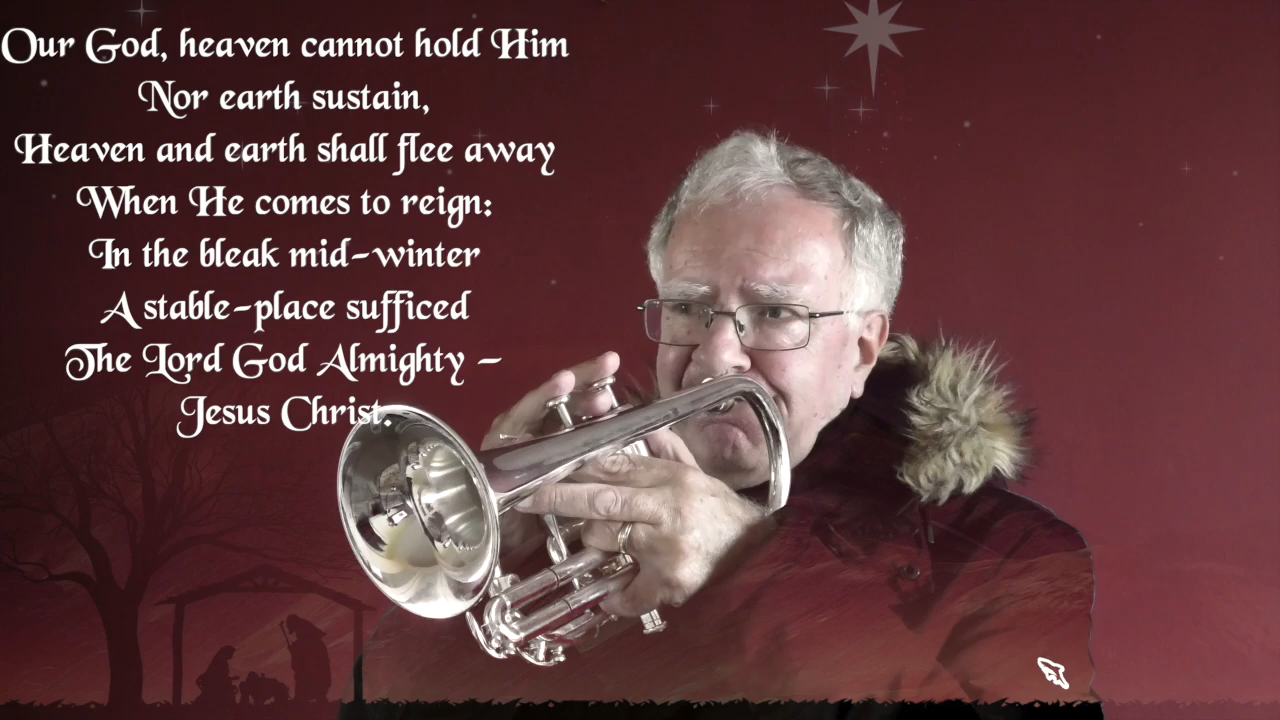 Our God, heaven cannot hold Him
Nor earth sustain,
Heaven and earth shall flee away
When He comes to reign:
In the bleak mid-winter
A stable-place sufficed
The Lord God Almighty -
Jesus Christ.